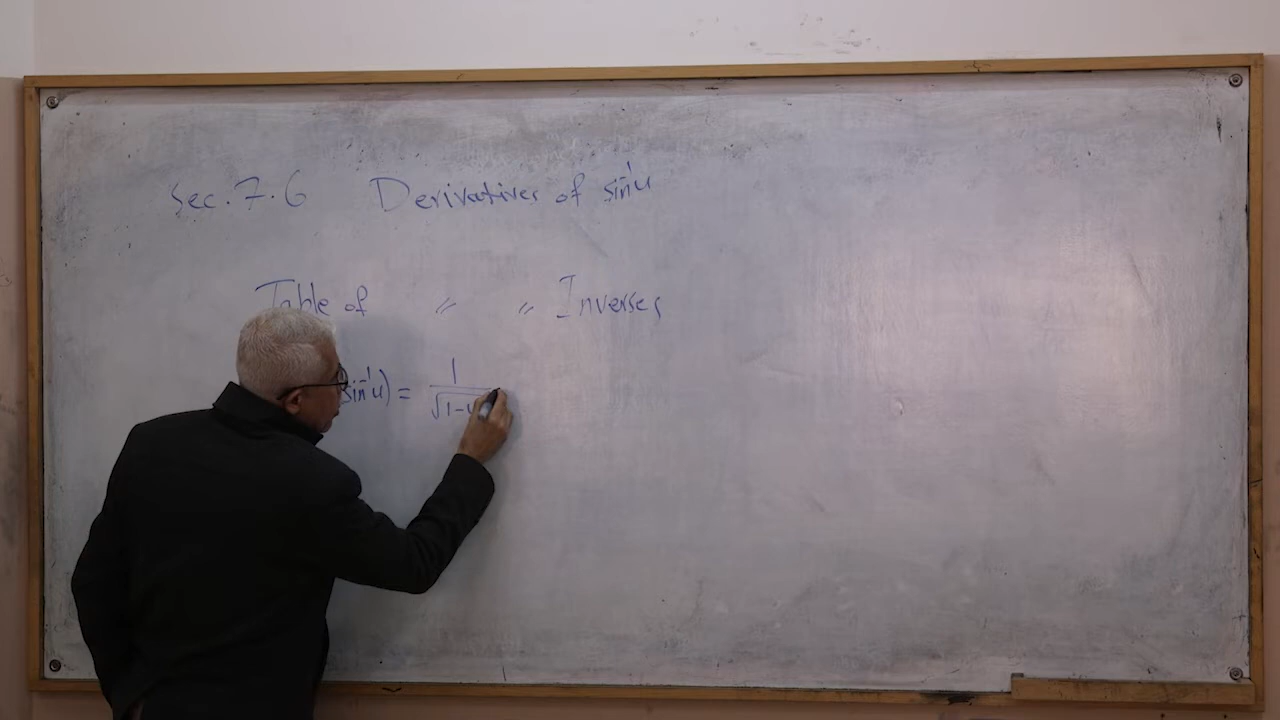 Sec. 7.6 Derivatives of sin⁻¹u
Table of 〃 〃 Inverses
sin⁻¹u) = 1/√1-u